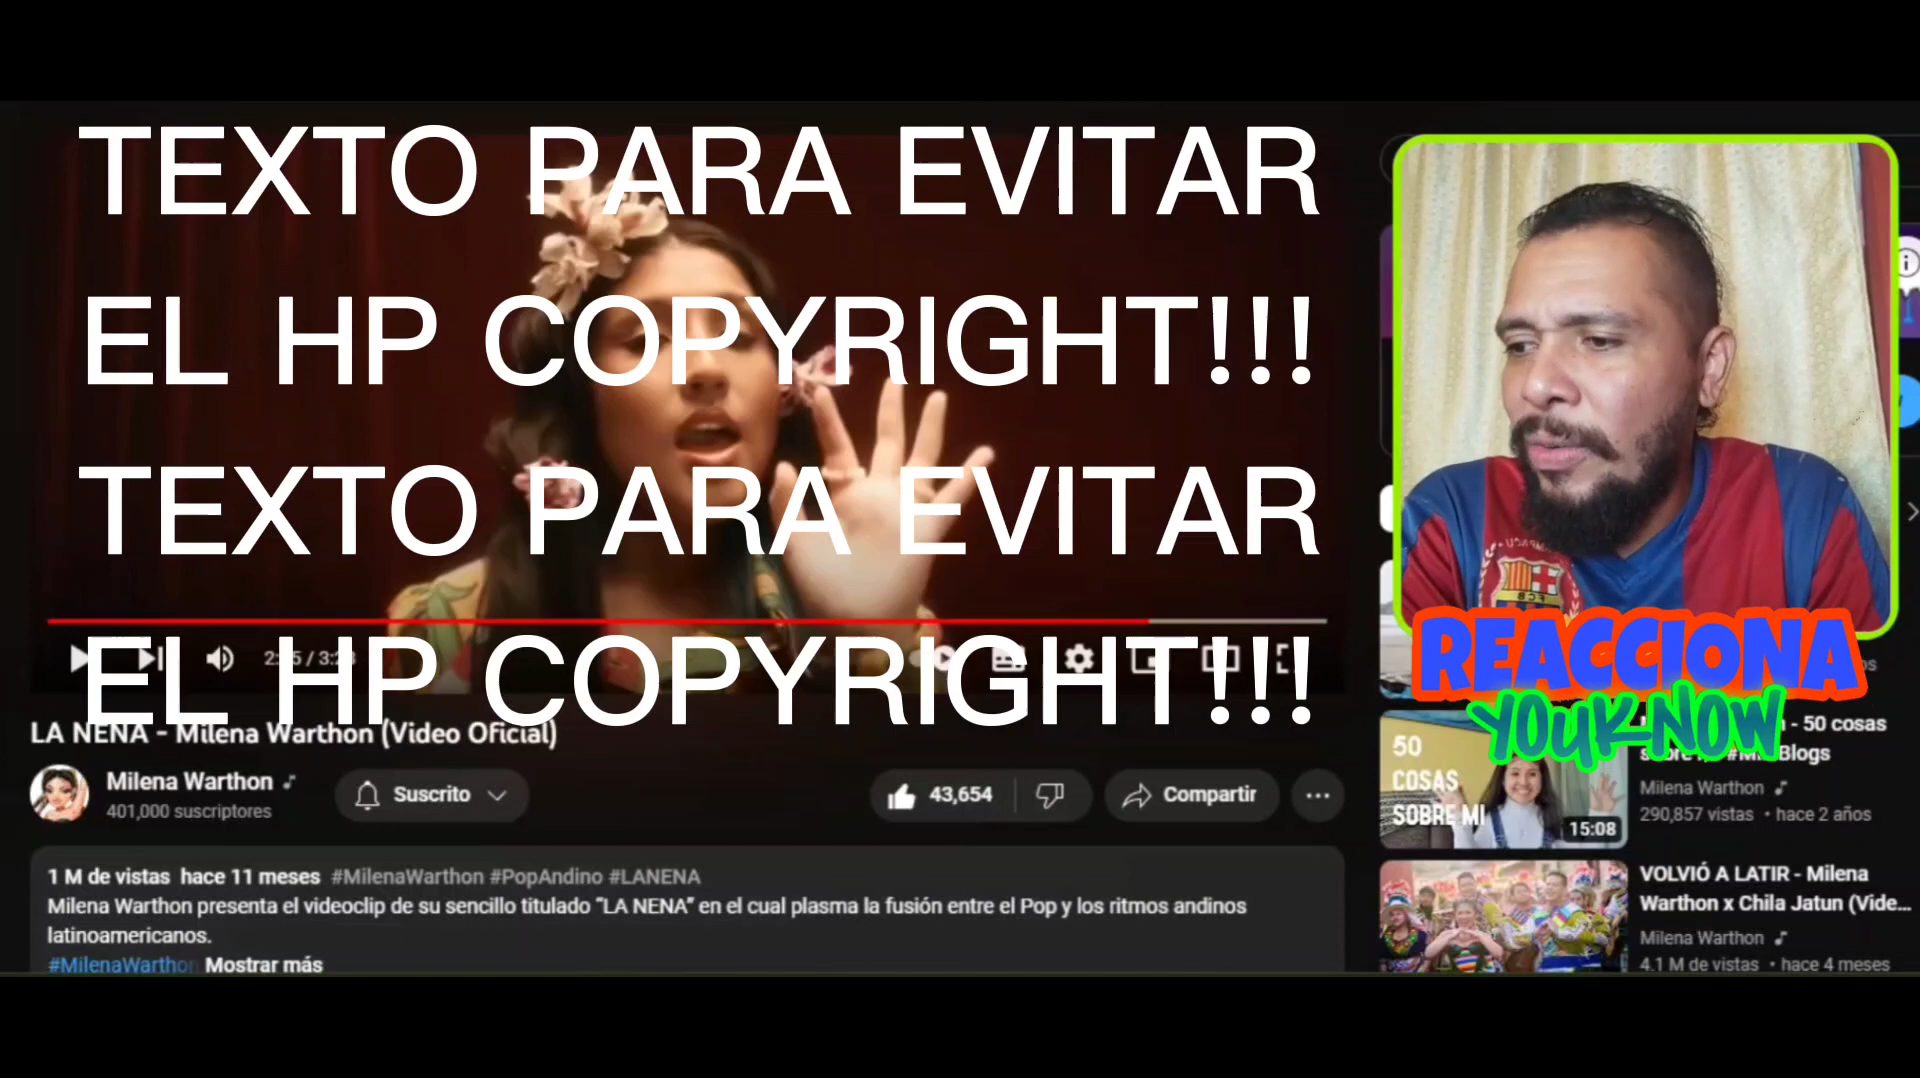 TEXTO PARA EVITAR
EL HP COPYRIGHT!!!
TEXTO PARA EVITAR
EL HP COPYRIGHT!!!
LA NENA - Milena Warthon (Video Oficial)
Milena Warthon
401,000 suscriptores
Suscrito
43,654
Compartir
1 M de vistas hace 11 meses #MilenaWarthon #PopAndino #LANENA
Milena Warthon presenta el videoclip de su sencillo titulado "LA NENA" en el cual plasma la fusión entre el Pop y los ritmos andinos
latinoamericanos.
#MilenaWarthon Mostrar más
FCB
REACCIONA
YOUKNOW
50
COSAS
SOBRE MI
15:08
- 50 cosas
Milena Warthon
290,857 vistas • hace 2 años
VOLVIÓ A LATIR - Milena
Warthon x Chila Jatun (Vide...
Milena Warthon
4.1 M de vistas • hace 4 meses